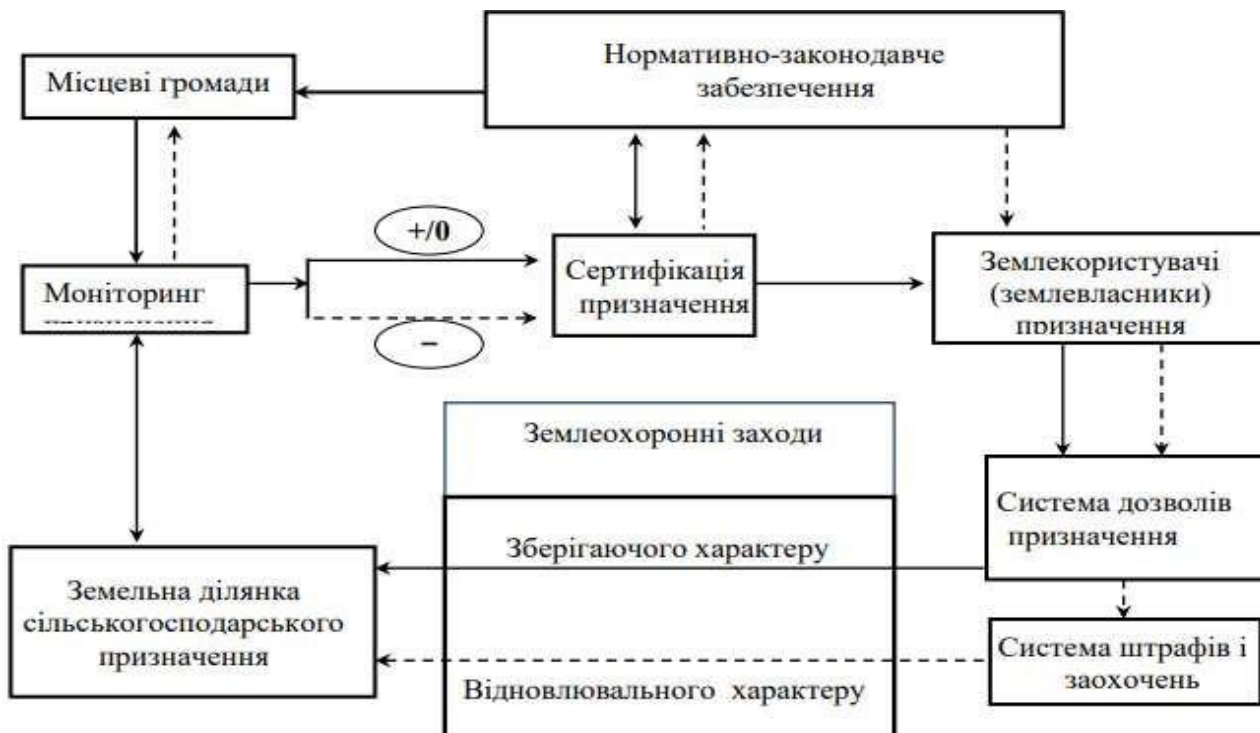 Нормативно-законодавче
забезпечення
Місцеві громади
+/0
Сертифікація
призначення
Землекористувачі
(землевласники)
призначення
Моніторинг
–
Землеохоронні заходи
Система дозволів
призначення
Зберігаючого характеру
Земельна ділянка
сільськогосподарського
призначення
Система штрафів і
заохочень
Відновлювального характеру